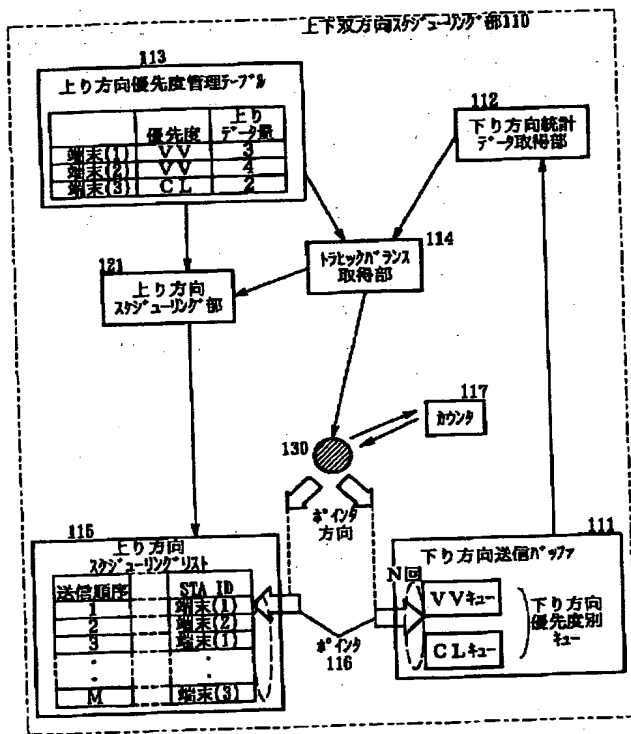 上下双方向スケジューリング部110
113
上り方向優先度管理テーブル
優先度 上りデータ量
端末(1) VV 3
端末(2) VV 4
端末(3) CL 2
112
下り方向統計
データ取得部
114
トラヒックバランス
取得部
121
上り方向
スケジューリング部
117
カウンタ
130
ポインタ
方向
115
上り方向
スケジューリングリスト
送信順序 STA ID
1 端末(1)
2 端末(2)
3 端末(1)
: :
M 端末(3)
ポインタ
116
111
下り方向送信バッファ
N回
VVキュー
CLキュー
下り方向
優先度別
キュー